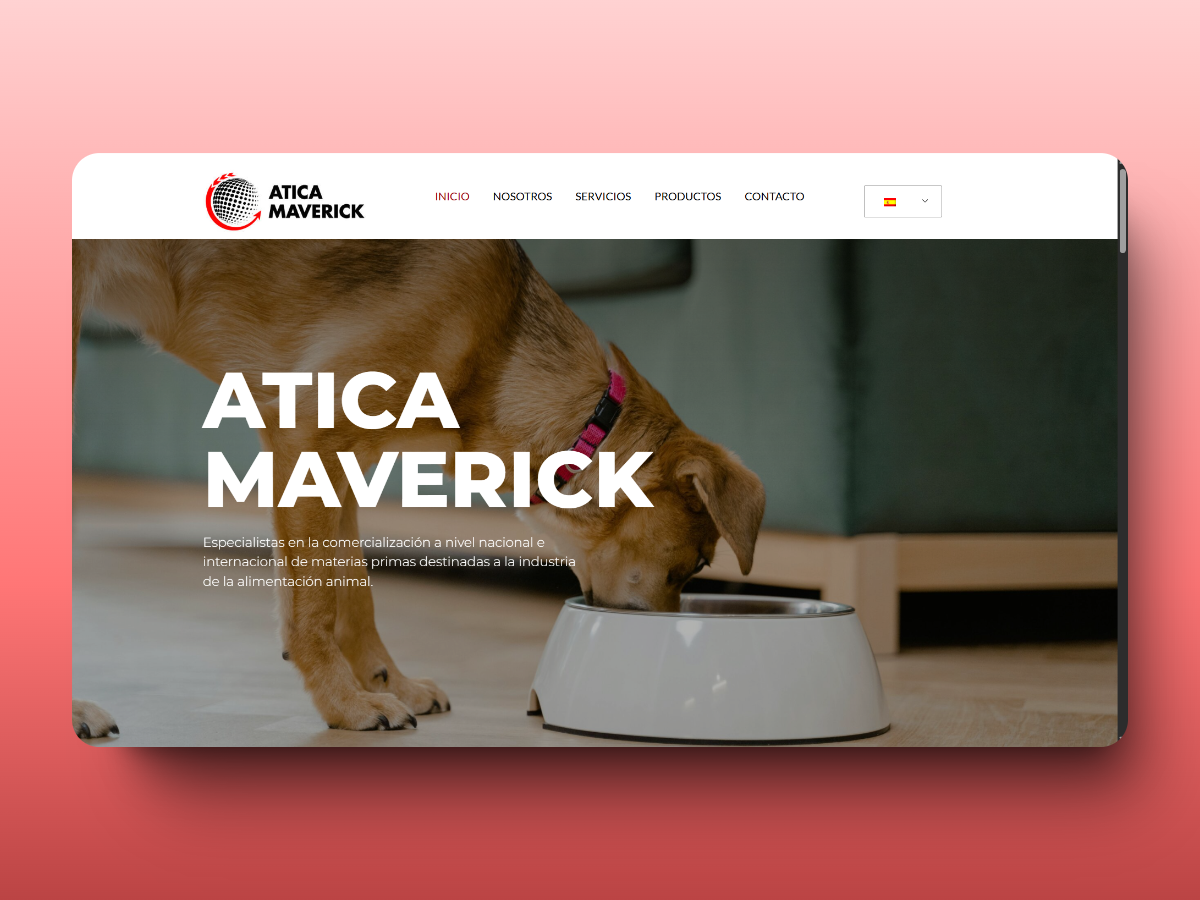 ATICA
MAVERICK
INICIO
NOSOTROS
SERVICIOS
PRODUCTOS
CONTACTO
ATICA
MAVERICK
Especialistas en la comercialización a nivel nacional e
internacional de materias primas destinadas a la industria
de la alimentación animal.